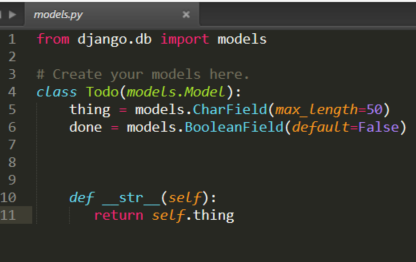 models.py ×
1 from django.db import models
2
3 # Create your models here.
4 class Todo(models.Model):
5     thing = models.CharField(max_length=50)
6     done = models.BooleanField(default=False)
7
8
9
10     def __str__(self):
11        return self.thing